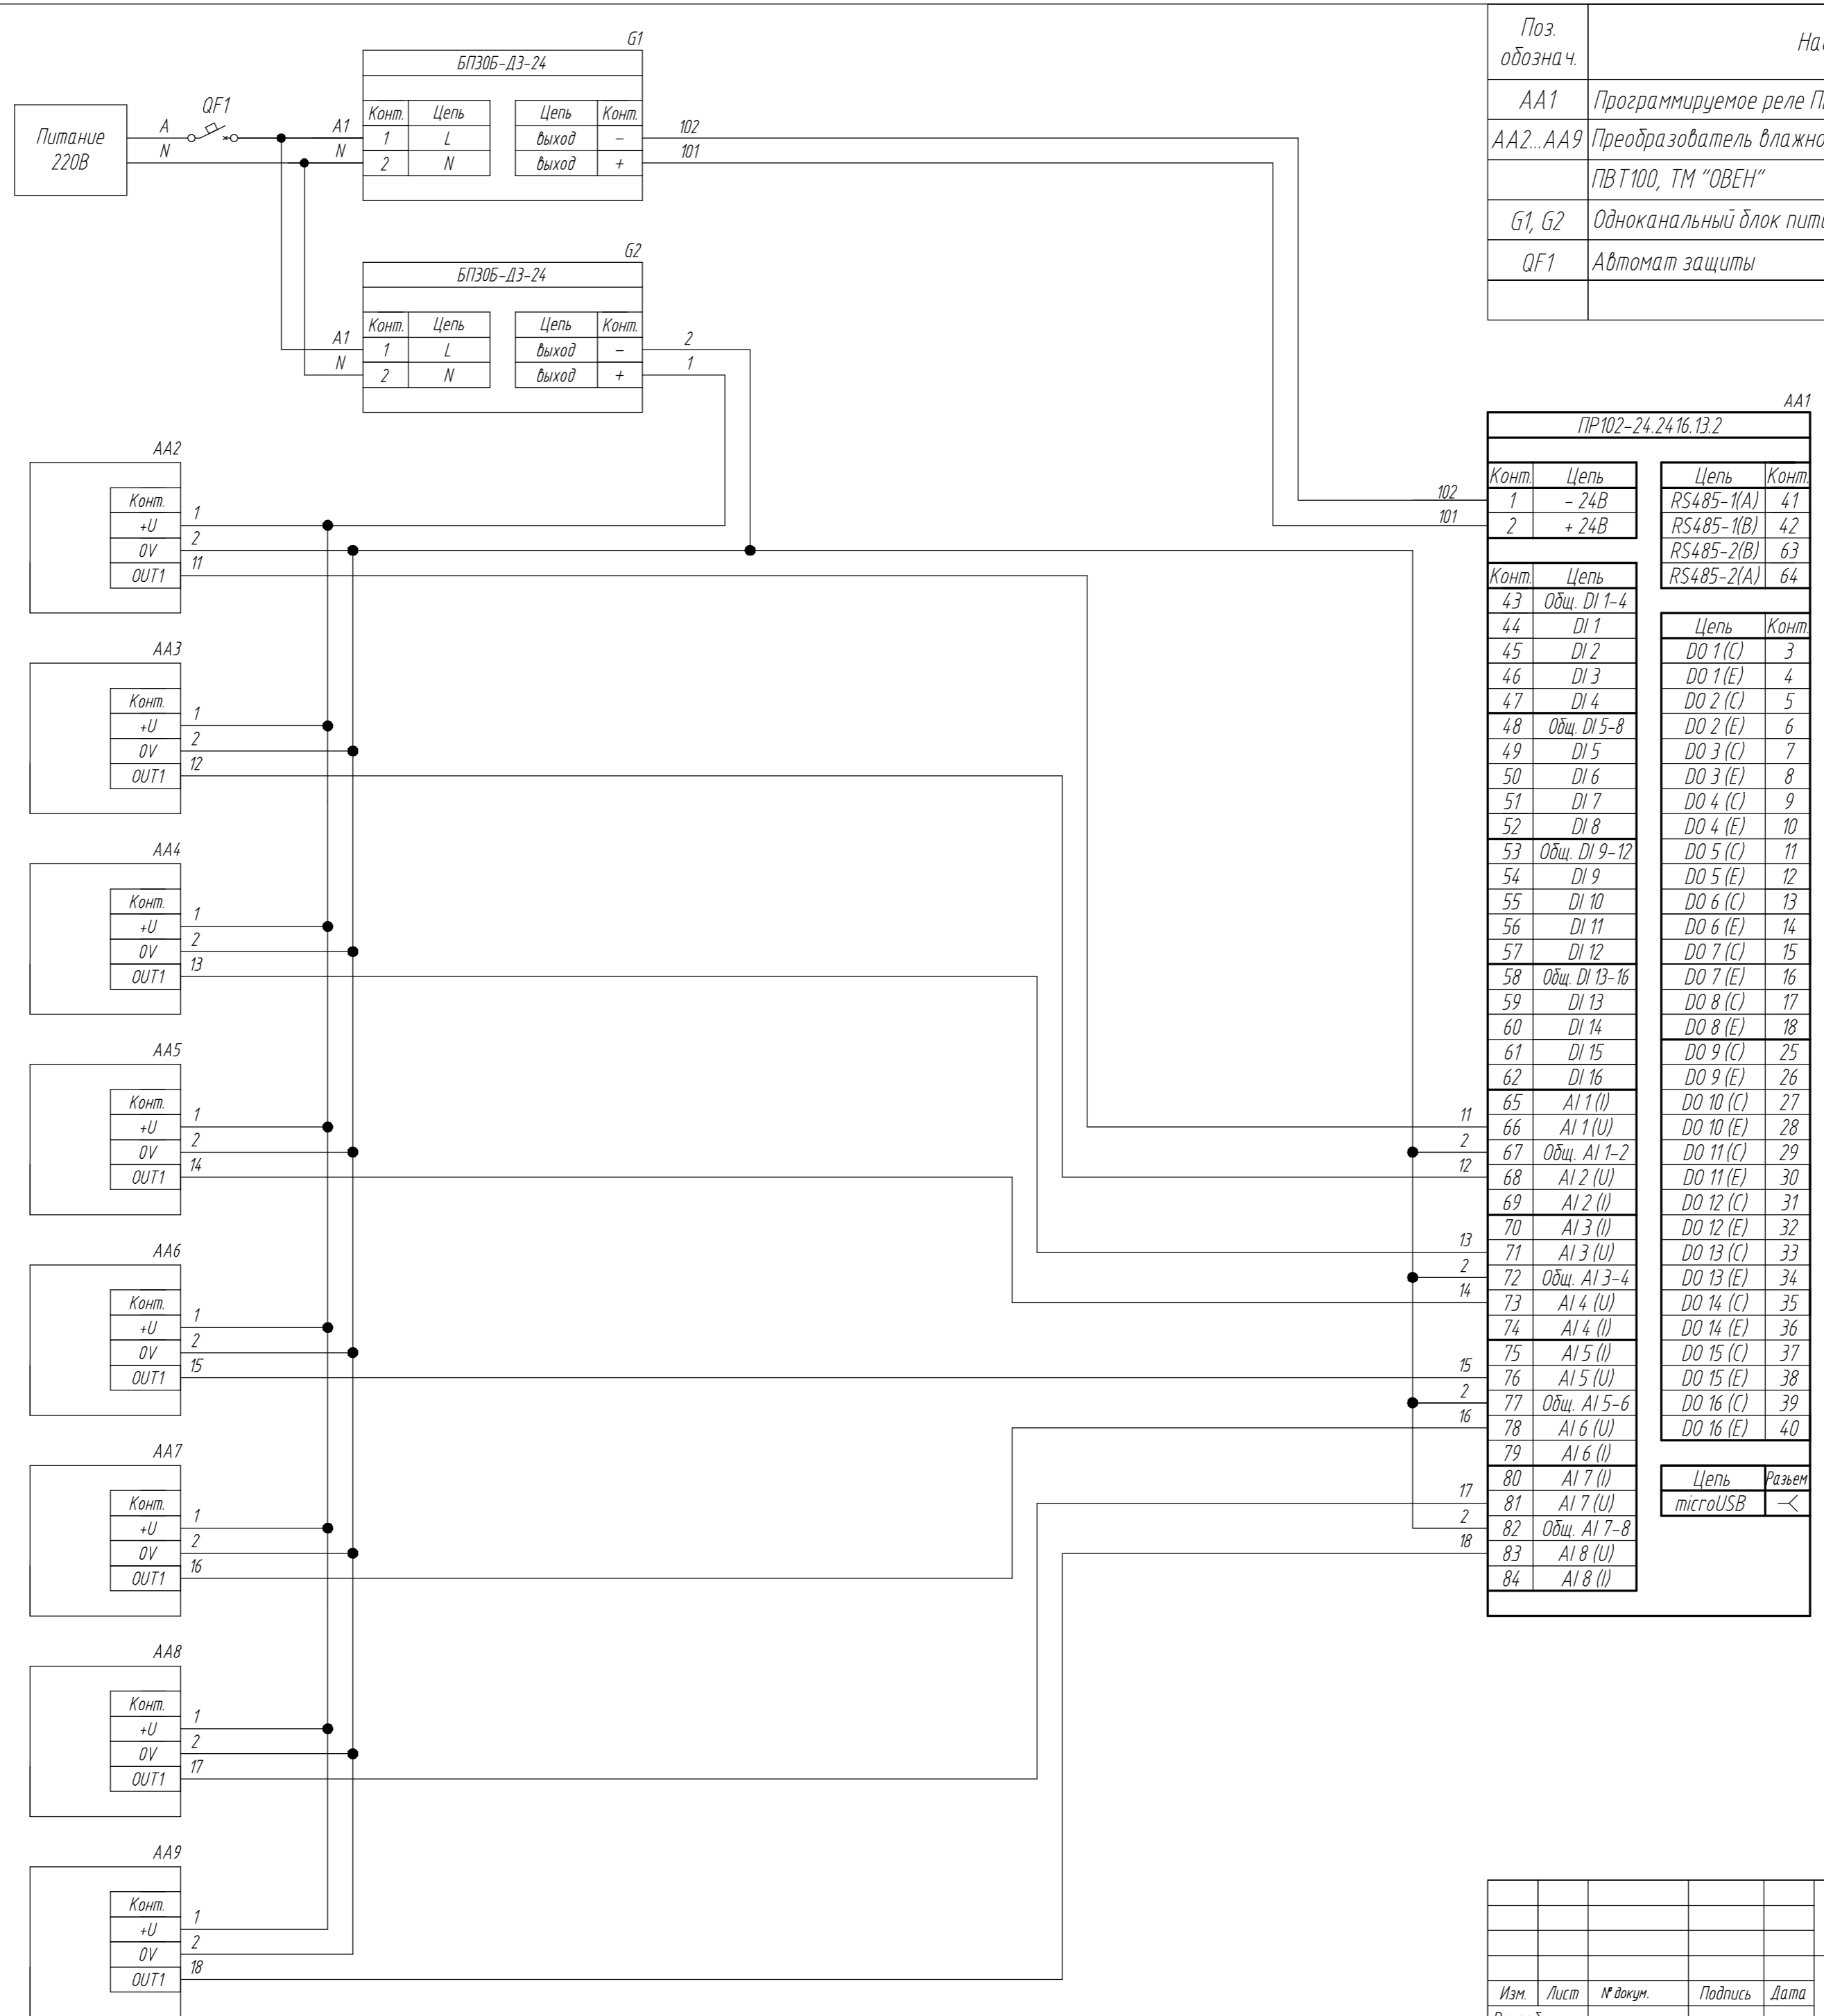 Поз.
обознач.
АА1 Программируемое реле
АА2...АА9 Преобразователь
ПВТ100, ТМ "ОВЕН"
G1, G2 Одноканальный блок
QF1 Автомат защиты
Питание
220В
A
N
QF1
A1
N
G1
БП30Б-Д3-24
Конт. Цепь Цепь Конт.
1 L выход –
2 N выход +
102
101
G2
БП30Б-Д3-24
A1
N
Конт. Цепь Цепь Конт.
1 L выход –
2 N выход +
2
1
АА2
Конт.
+U 1
0V 2
OUT1 11
АА3
Конт.
+U 1
0V 2
OUT1 12
АА4
Конт.
+U 1
0V 2
OUT1 13
АА5
Конт.
+U 1
0V 2
OUT1 14
АА6
Конт.
+U 1
0V 2
OUT1 15
АА7
Конт.
+U 1
0V 2
OUT1 16
АА8
Конт.
+U 1
0V 2
OUT1 17
АА9
Конт.
+U 1
0V 2
OUT1 18
АА1
ПР102-24.2416.13.2
Конт. Цепь
102 1 – 24В
101 2 + 24В
Конт. Цепь
43 Общ. DI 1-4
44 DI 1
45 DI 2
46 DI 3
47 DI 4
48 Общ. DI 5-8
49 DI 5
50 DI 6
51 DI 7
52 DI 8
53 Общ. DI 9-12
54 DI 9
55 DI 10
56 DI 11
57 DI 12
58 Общ. DI 13-16
59 DI 13
60 DI 14
61 DI 15
62 DI 16
65 AI 1 (I)
11 66 AI 1 (U)
2 67 Общ. AI 1-2
12 68 AI 2 (U)
69 AI 2 (I)
70 AI 3 (I)
13 71 AI 3 (U)
2 72 Общ. AI 3-4
14 73 AI 4 (U)
74 AI 4 (I)
75 AI 5 (I)
15 76 AI 5 (U)
2 77 Общ. AI 5-6
16 78 AI 6 (U)
79 AI 6 (I)
80 AI 7 (I)
17 81 AI 7 (U)
2 82 Общ. AI 7-8
18 83 AI 8 (U)
84 AI 8 (I)
Цепь Конт.
RS485-1(A) 41
RS485-1(B) 42
RS485-2(B) 63
RS485-2(A) 64
Цепь Конт.
DO 1 (C) 3
DO 1 (E) 4
DO 2 (C) 5
DO 2 (E) 6
DO 3 (C) 7
DO 3 (E) 8
DO 4 (C) 9
DO 4 (E) 10
DO 5 (C) 11
DO 5 (E) 12
DO 6 (C) 13
DO 6 (E) 14
DO 7 (C) 15
DO 7 (E) 16
DO 8 (C) 17
DO 8 (E) 18
DO 9 (C) 25
DO 9 (E) 26
DO 10 (C) 27
DO 10 (E) 28
DO 11 (C) 29
DO 11 (E) 30
DO 12 (C) 31
DO 12 (E) 32
DO 13 (C) 33
DO 13 (E) 34
DO 14 (C) 35
DO 14 (E) 36
DO 15 (C) 37
DO 15 (E) 38
DO 16 (C) 39
DO 16 (E) 40
Цепь Разьем
microUSB
Изм. Лист № докум. Подпись Дата